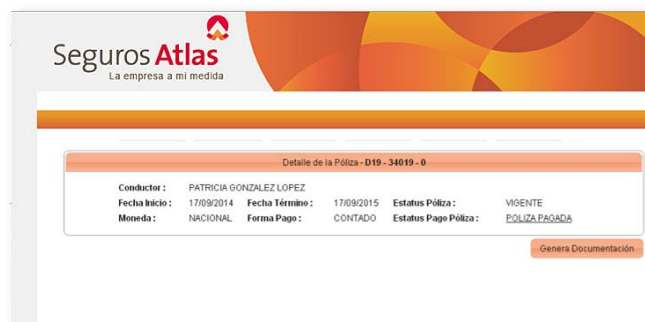 Seguros Atlas
La empresa a mi medida
Detalle de la Póliza - D19 - 34019 - 0
Conductor : PATRICIA GONZALEZ LOPEZ
Fecha Inicio : 17/09/2014 Fecha Término : 17/09/2015 Estatus Póliza : VIGENTE
Moneda : NACIONAL Forma Pago : CONTADO Estatus Pago Póliza : POLIZA PAGADA
Genera Documentación